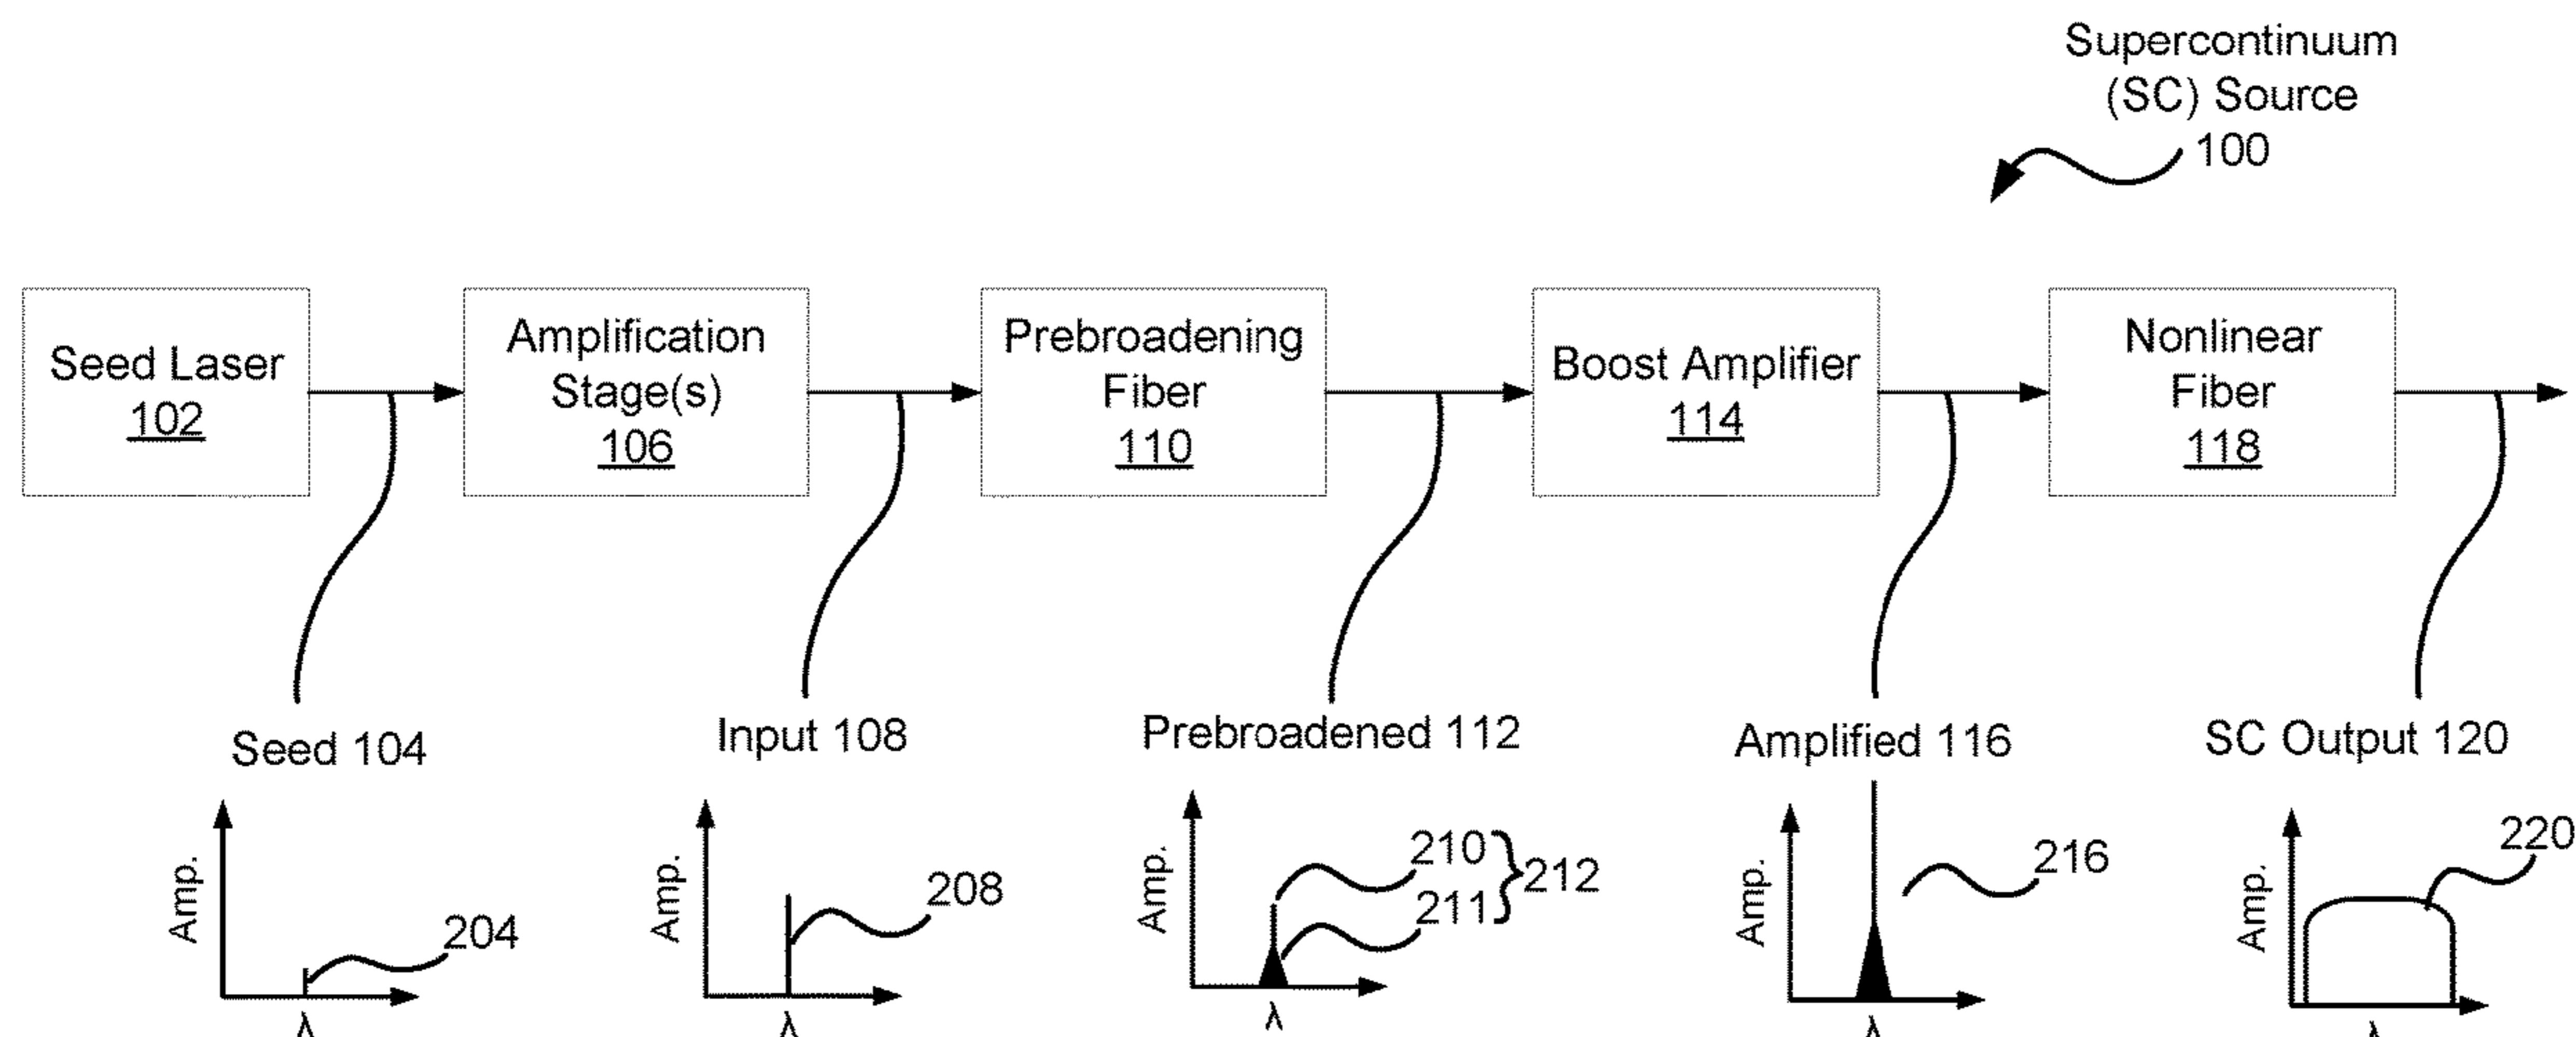 Supercontinuum
(SC) Source
100
Seed Laser
102
Amplification
Stage(s)
106
Prebroadening
Fiber
110
Boost Amplifier
114
Nonlinear
Fiber
118
Seed 104
Input 108
Prebroadened 112
Amplified 116
SC Output 120
Amp.
204
λ
Amp.
208
λ
Amp.
210
211
212
λ
Amp.
216
λ
Amp.
220
λ